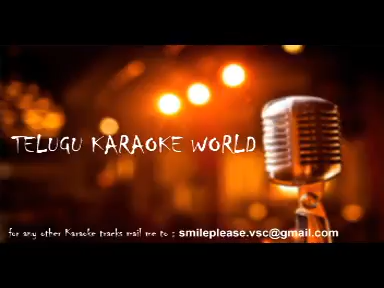 TELUGU KARAOKE WORLD
for any other Karaoke tracks mail me to : smileplease.vsc@gmail.com